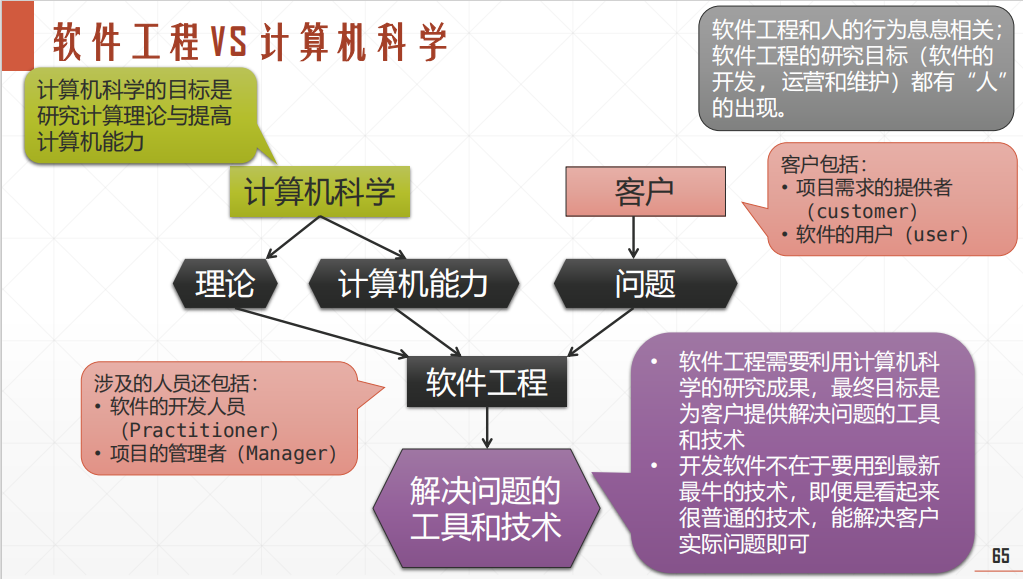 软件工程VS计算机科学
计算机科学的目标是
研究计算理论与提高
计算机能力
软件工程和人的行为息息相关；
软件工程的研究目标（软件的
开发，运营和维护）都有“人”
的出现。
计算机科学
客户
客户包括：
• 项目需求的提供者
（customer）
• 软件的用户（user）
理论
计算机能力
问题
软件工程
涉及的人员还包括：
• 软件的开发人员
（Practitioner）
• 项目的管理者（Manager）
• 软件工程需要利用计算机科
学的研究成果，最终目标是
为客户提供解决问题的工具
和技术
• 开发软件不在于要用到最新
最牛的技术，即便是看起来
很普通的技术，能解决客户
实际问题即可
解决问题的
工具和技术
65